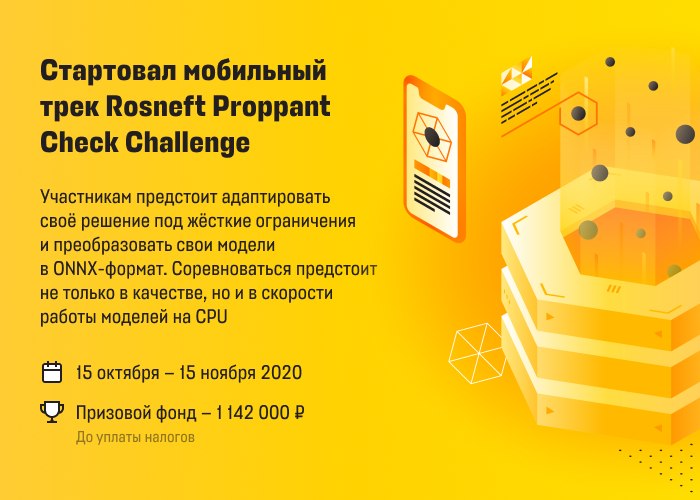 Стартовал мобильный
трек Rosneft Proppant
Check Challenge
Участникам предстоит адаптировать
своё решение под жёсткие ограничения
и преобразовать свои модели
в ONNX-формат. Соревноваться предстоит
не только в качестве, но и в скорости
работы моделей на CPU
15 октября – 15 ноября 2020
Призовой фонд – 1 142 000 ₽
До уплаты налогов